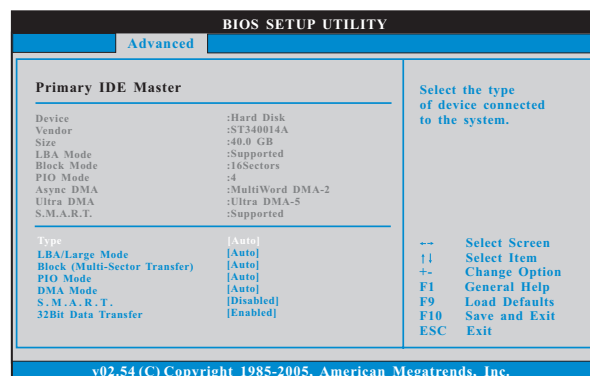 BIOS SETUP UTILITY
Advanced
Primary IDE Master
Device :Hard Disk
Vendor :ST340014A
Size :40.0 GB
LBA Mode :Supported
Block Mode :16Sectors
PIO Mode :4
Async DMA :MultiWord DMA-2
Ultra DMA :Ultra DMA-5
S.M.A.R.T. :Supported
Type [Auto]
LBA/Large Mode [Auto]
Block (Multi-Sector Transfer) [Auto]
PIO Mode [Auto]
DMA Mode [Auto]
S.M.A.R.T. [Disabled]
32Bit Data Transfer [Enabled]
Select the type
of device connected
to the system.
←→ Select Screen
↑↓ Select Item
+- Change Option
F1 General Help
F9 Load Defaults
F10 Save and Exit
ESC Exit
v02.54 (C) Copyright 1985-2005, American Megatrends, Inc.